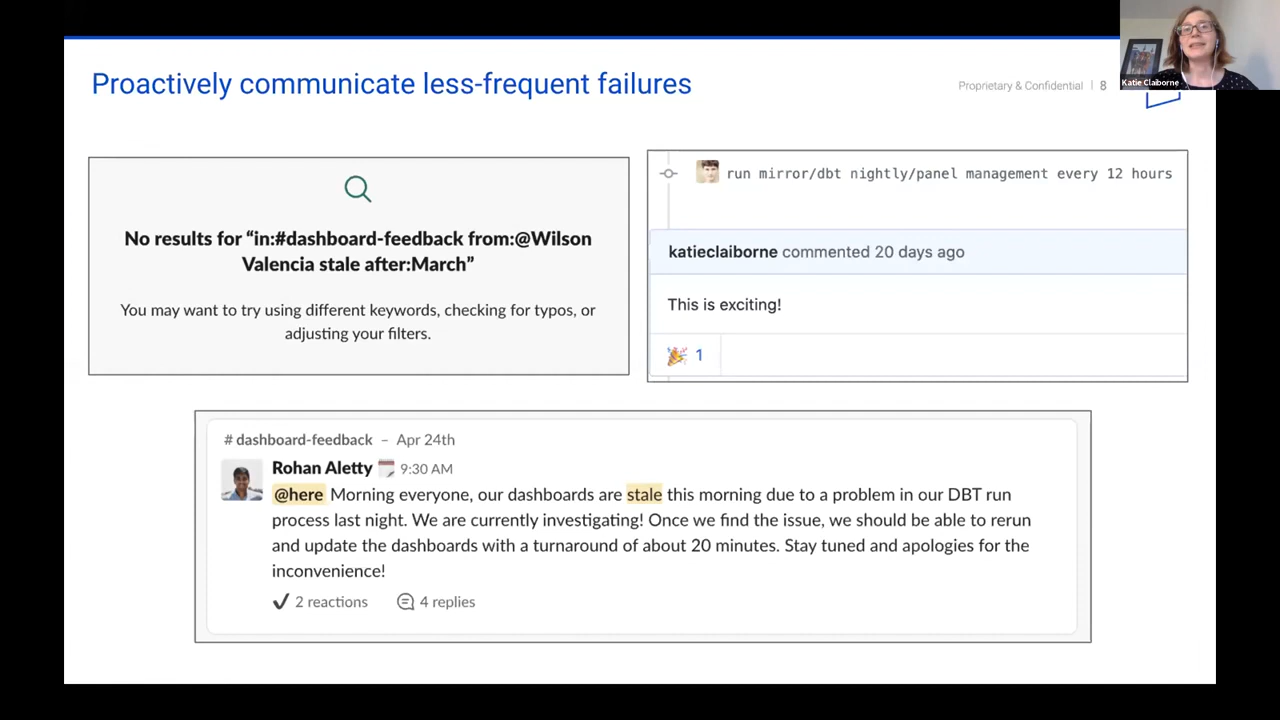 Proactively communicate less-frequent failures
Proprietary & Confidential | 8
Katie Claiborne
No results for “in:#dashboard-feedback from:@Wilson
Valencia stale after:March”
You may want to try using different keywords, checking for typos, or
adjusting your filters.
run mirror/dbt nightly/panel management every 12 hours
katieclaiborne commented 20 days ago
This is exciting!
🎉 1
# dashboard-feedback – Apr 24th
Rohan Aletty 9:30 AM
@here Morning everyone, our dashboards are stale this morning due to a problem in our DBT run
process last night. We are currently investigating! Once we find the issue, we should be able to rerun
and update the dashboards with a turnaround of about 20 minutes. Stay tuned and apologies for the
inconvenience!
✔ 2 reactions 4 replies